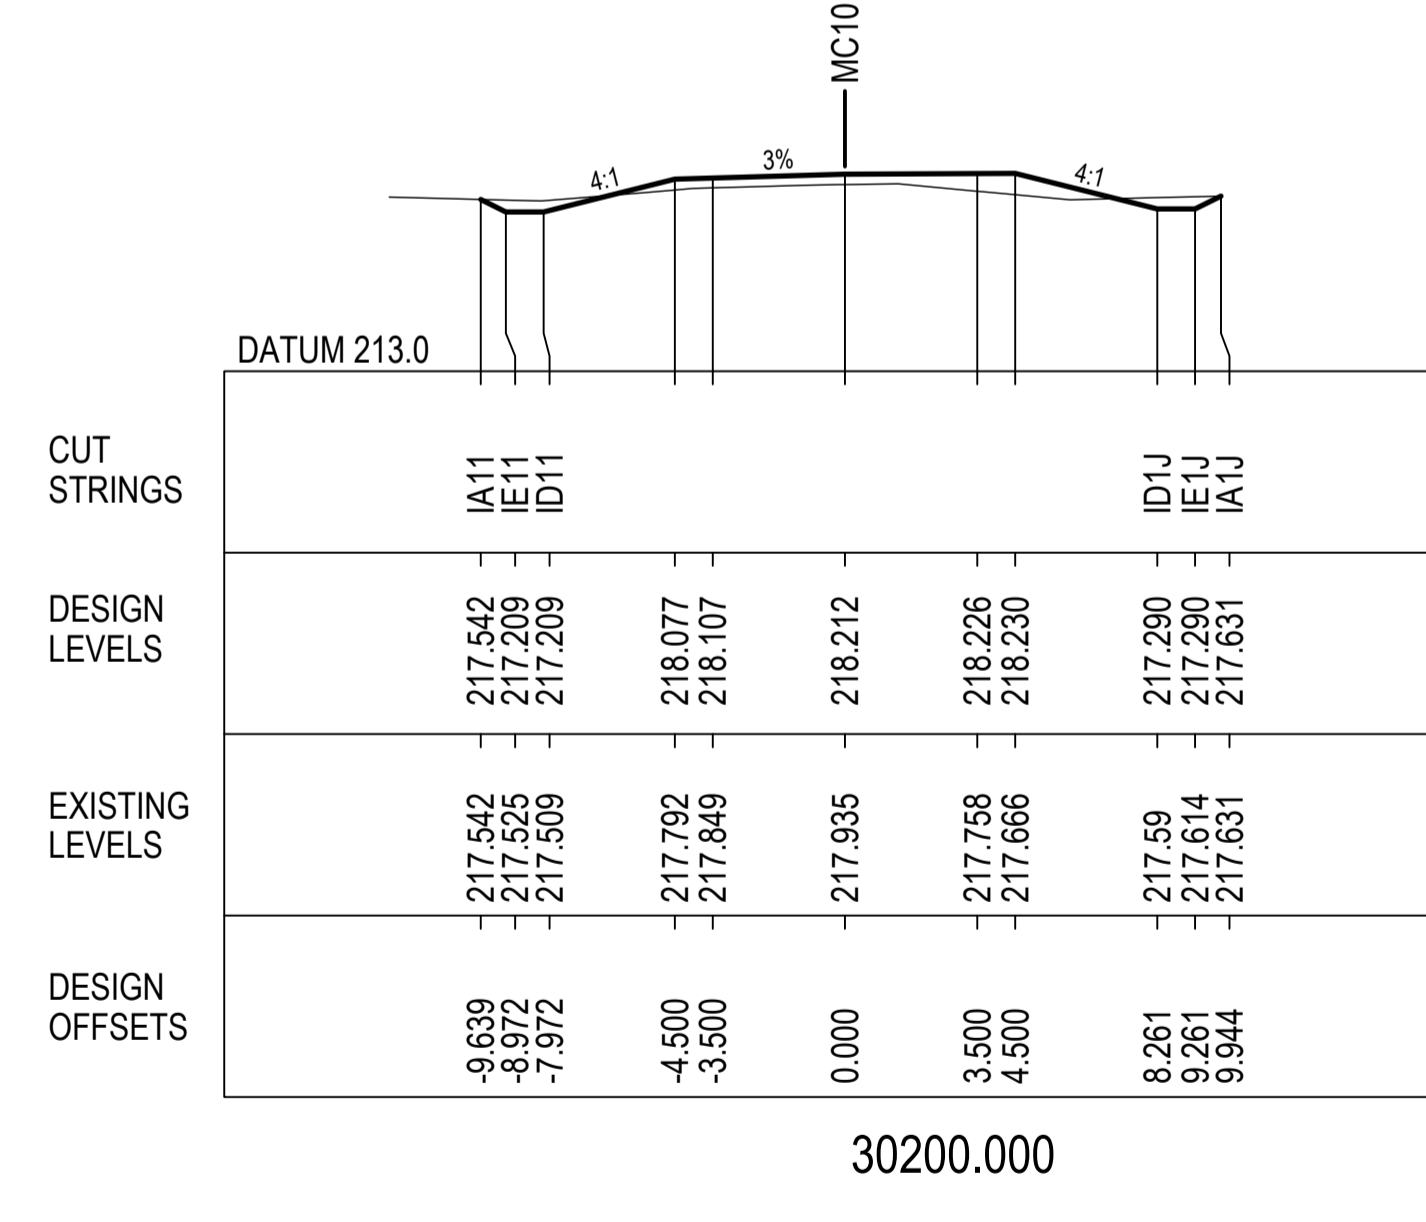 MC10
4:1
3%
4:1
DATUM 213.0
CUT
STRINGS
IA11
IE11
ID11
ID1J
IE1J
IA1J
DESIGN
LEVELS
217.542
217.209
217.209
218.077
218.107
218.212
218.226
218.230
217.290
217.290
217.631
EXISTING
LEVELS
217.542
217.525
217.509
217.792
217.849
217.935
217.758
217.666
217.59
217.614
217.631
DESIGN
OFFSETS
-9.639
-8.972
-7.972
-4.500
-3.500
0.000
3.500
4.500
8.261
9.261
9.944
30200.000